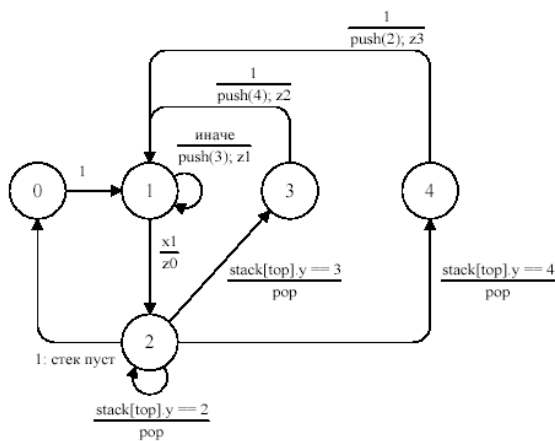 1
push(2); z3
1
push(4); z2
иначе
push(3); z1
0
1
1
3
4
x1
z0
stack[top].y == 3
pop
stack[top].y == 4
pop
2
1: стек пуст
stack[top].y == 2
pop